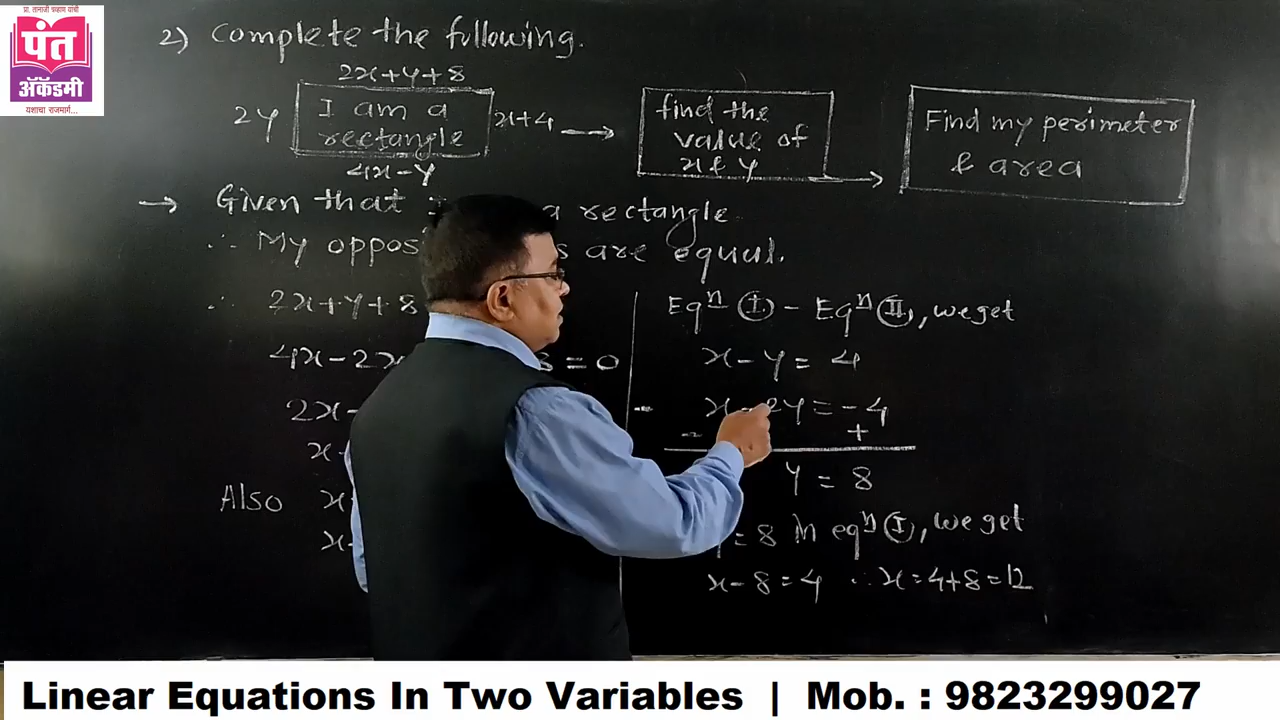 प्रा. तानाजी चव्हाण यांची
पंत
ॲकॅडमी
यशाचा राजमार्ग...
2) Complete the following.
2x+y+8
2y
I am a
rectangle
x+4
4x-y
find the
value of
x & y
Find my perimeter
& area
→ Given that a rectangle
∴ My are equal.
∴ 2x+y+8
4x-2x = 0
2x-
x-
Also x
x-
Eqⁿ (I) - Eqⁿ (II), we get
x-y= 4
- x-2y=-4
- +
y = 8
y=8 in eqⁿ (I), we get
x-8=4 ∴ x=4+8=12
Linear Equations In Two Variables | Mob. : 9823299027